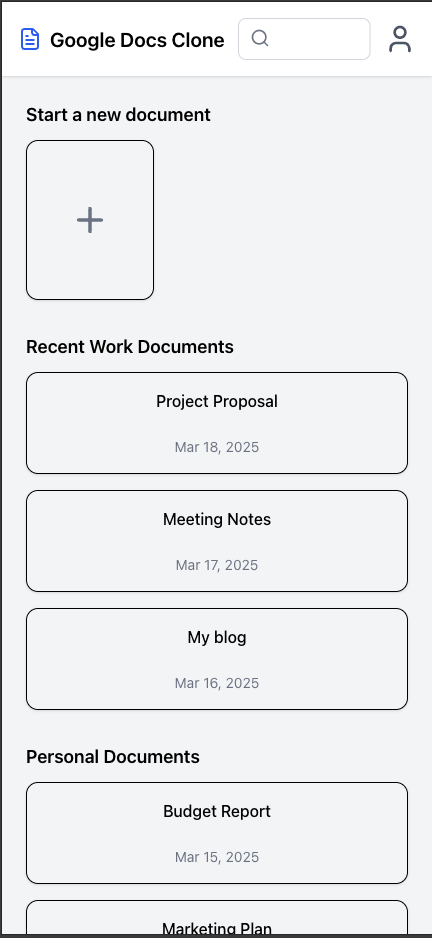 Google Docs Clone
Start a new document
Recent Work Documents
Project Proposal
Mar 18, 2025
Meeting Notes
Mar 17, 2025
My blog
Mar 16, 2025
Personal Documents
Budget Report
Mar 15, 2025
Marketing Plan